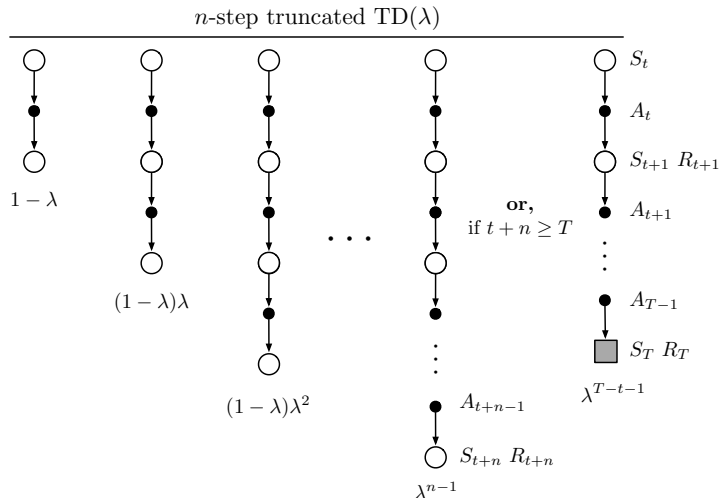 n-step truncated TD(λ)
S_t
A_t
S_{t+1} R_{t+1}
1 − λ
A_{t+1}
or,
if t + n ≥ T
· · ·
(1 − λ)λ
A_{T−1}
S_T R_T
(1 − λ)λ^2
λ^{T−t−1}
A_{t+n−1}
S_{t+n} R_{t+n}
λ^{n−1}